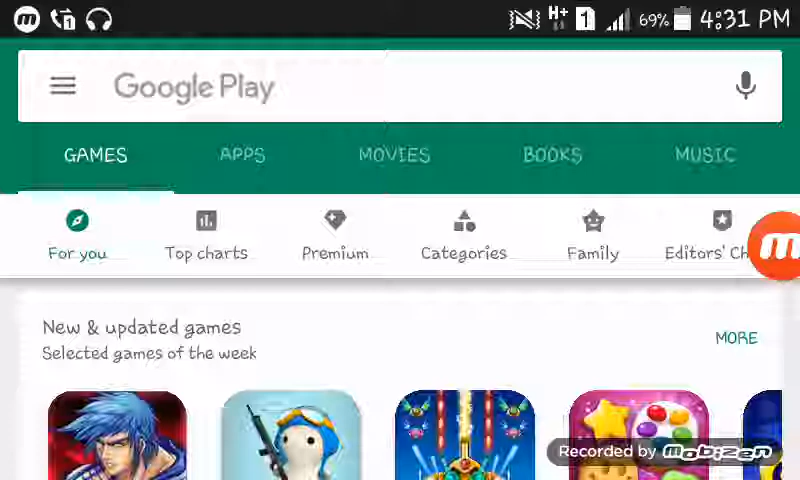 H+ 1 69% 4:31 PM
Google Play
GAMES APPS MOVIES BOOKS MUSIC
For you Top charts Premium Categories Family Editors' Ch
New & updated games
MORE
Selected games of the week
Recorded by mobizen